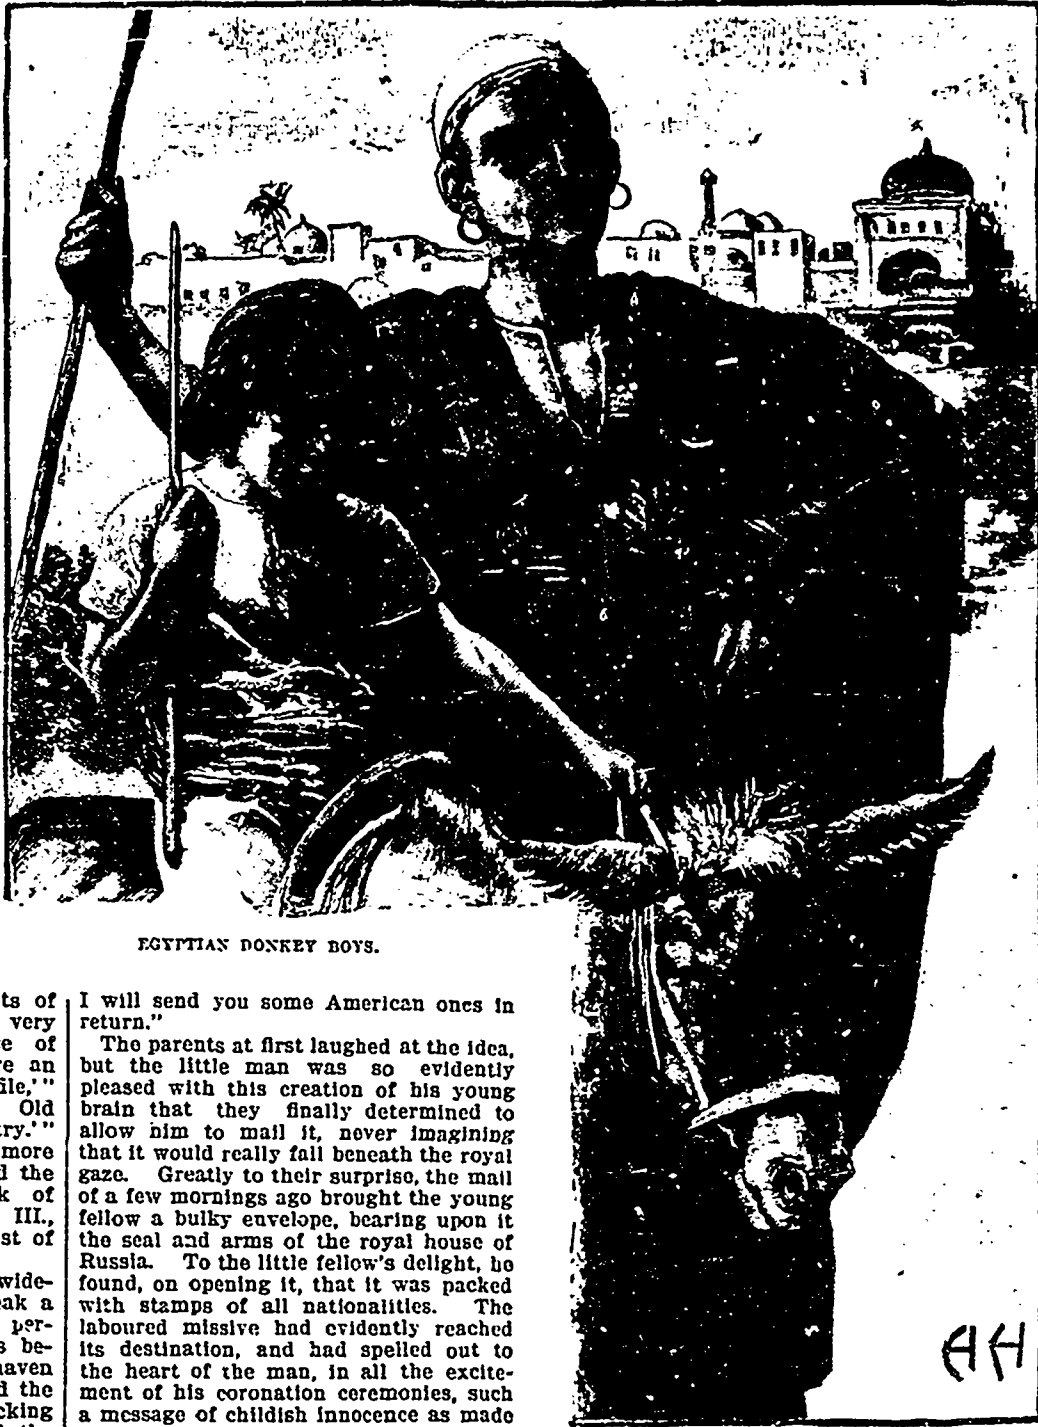 EGYPTIAN DONKEY BOYS.
ts of
very
e of
e an
ile,'"
Old
ry.'"
more
d the
k of
III.,
st of
wide-
eak a
per-
s be-
haven
d the
cking
I will send you some American ones in
return."
The parents at first laughed at the idea,
but the little man was so evidently
pleased with this creation of his young
brain that they finally determined to
allow him to mail it, never imagining
that it would really fall beneath the royal
gaze. Greatly to their surprise, the mail
of a few mornings ago brought the young
fellow a bulky envelope, bearing upon it
the seal and arms of the royal house of
Russia. To the little fellow's delight, he
found, on opening it, that it was packed
with stamps of all nationalities. The
laboured missive had evidently reached
its destination, and had spelled out to
the heart of the man, in all the excite-
ment of his coronation ceremonies, such
a message of childish innocence as made
AH